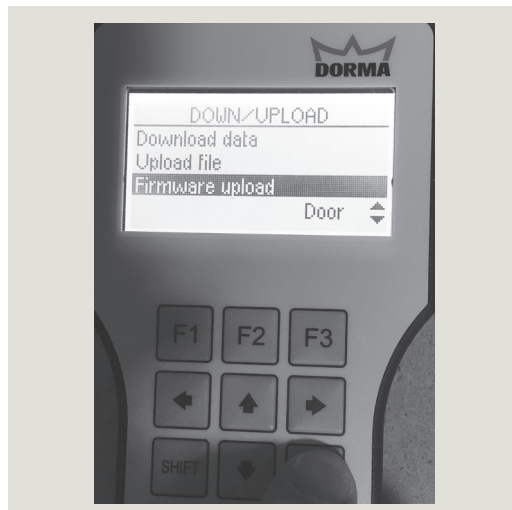 DORMA
DOWN/UPLOAD
Download data
Upload file
Firmware upload
Door
F1 F2 F3
SHIFT